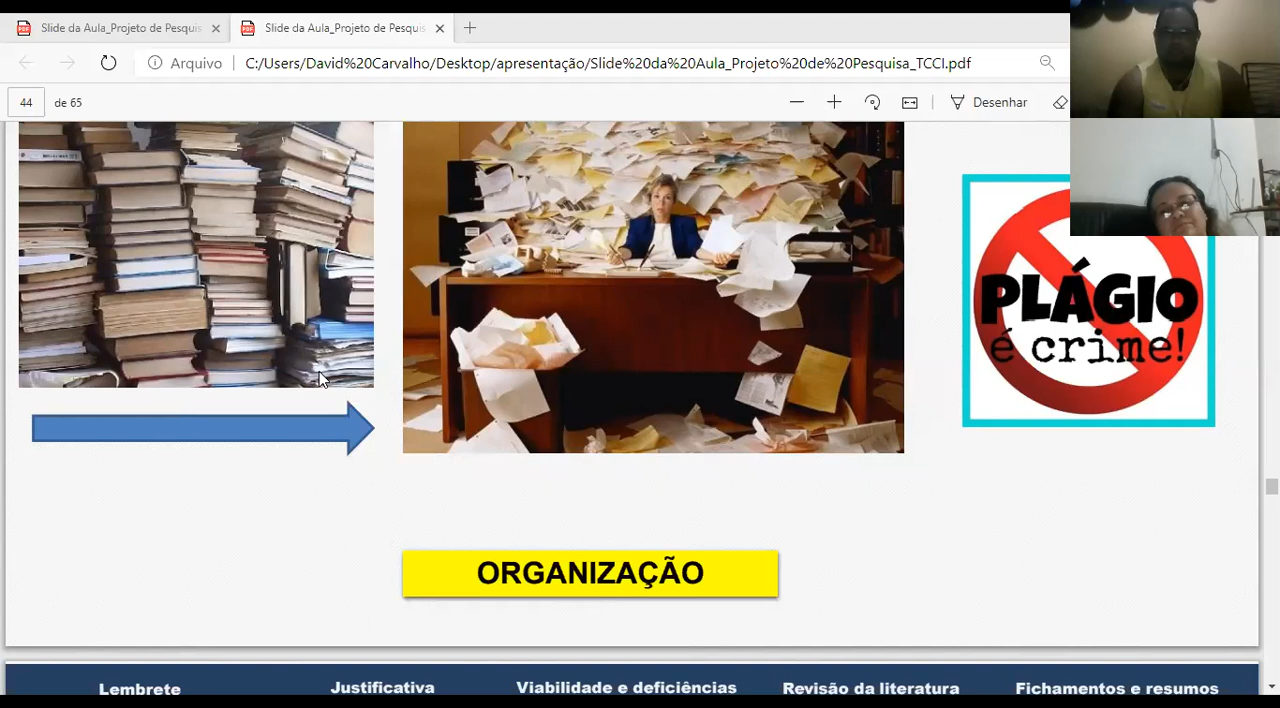 Slide da Aula_Projeto de Pesquis
Slide da Aula_Projeto de Pesquis
Arquivo
C:/Users/David%20Carvalho/Desktop/apresentação/Slide%20da%20Aula_Projeto%20de%20Pesquisa_TCCI.pdf
44 de 65
Desenhar
PLÁGIO
é crime!
ORGANIZAÇÃO
Lembrete
Justificativa
Viabilidade e deficiências
Revisão da literatura
Fichamentos e resumos